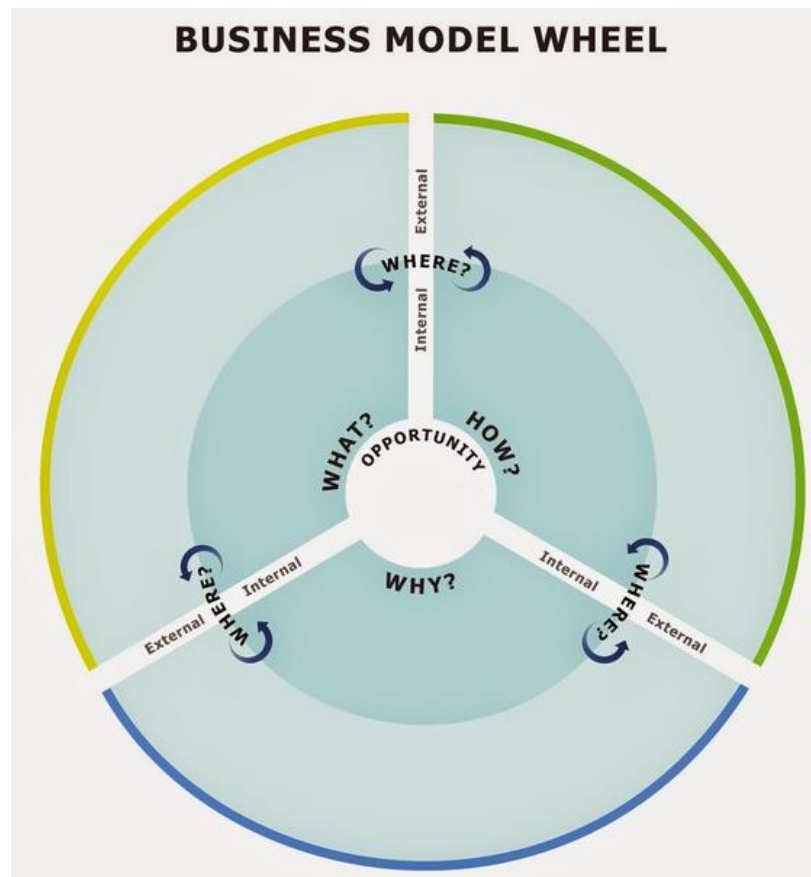 BUSINESS MODEL WHEEL
External
WHERE?
Internal
WHAT?
OPPORTUNITY
HOW?
WHY?
Internal
WHERE?
External
Internal
WHERE?
External